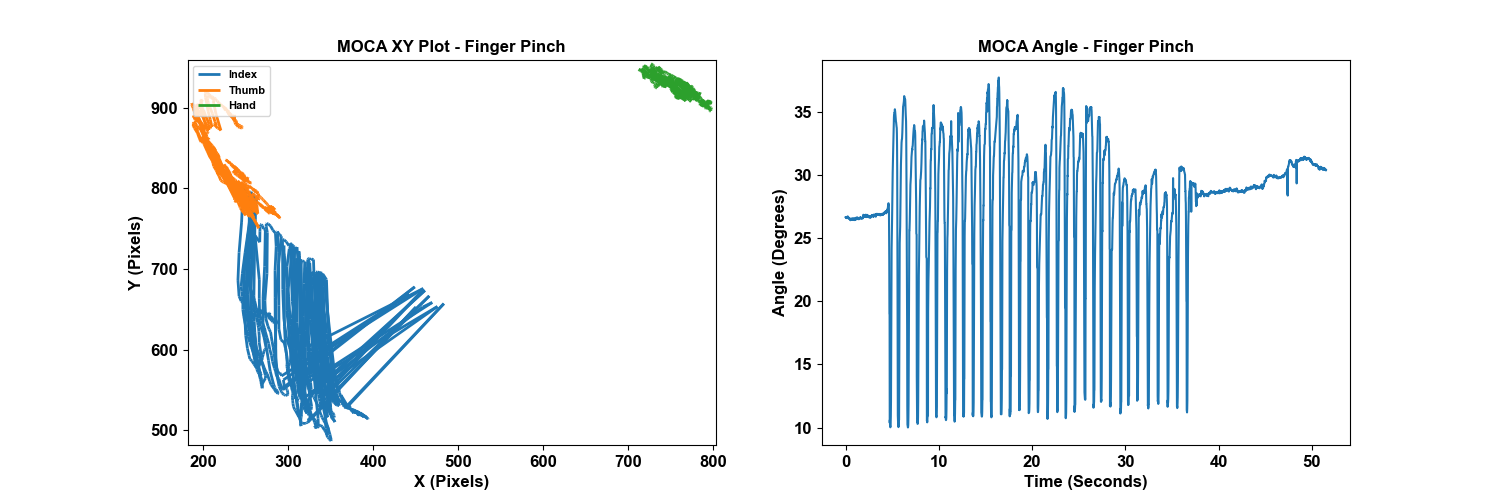 MOCA XY Plot - Finger Pinch
Index
Thumb
Hand
900
800
700
600
500
Y (Pixels)
200 300 400 500 600 700 800
X (Pixels)
MOCA Angle - Finger Pinch
35
30
25
20
15
10
Angle (Degrees)
0 10 20 30 40 50
Time (Seconds)